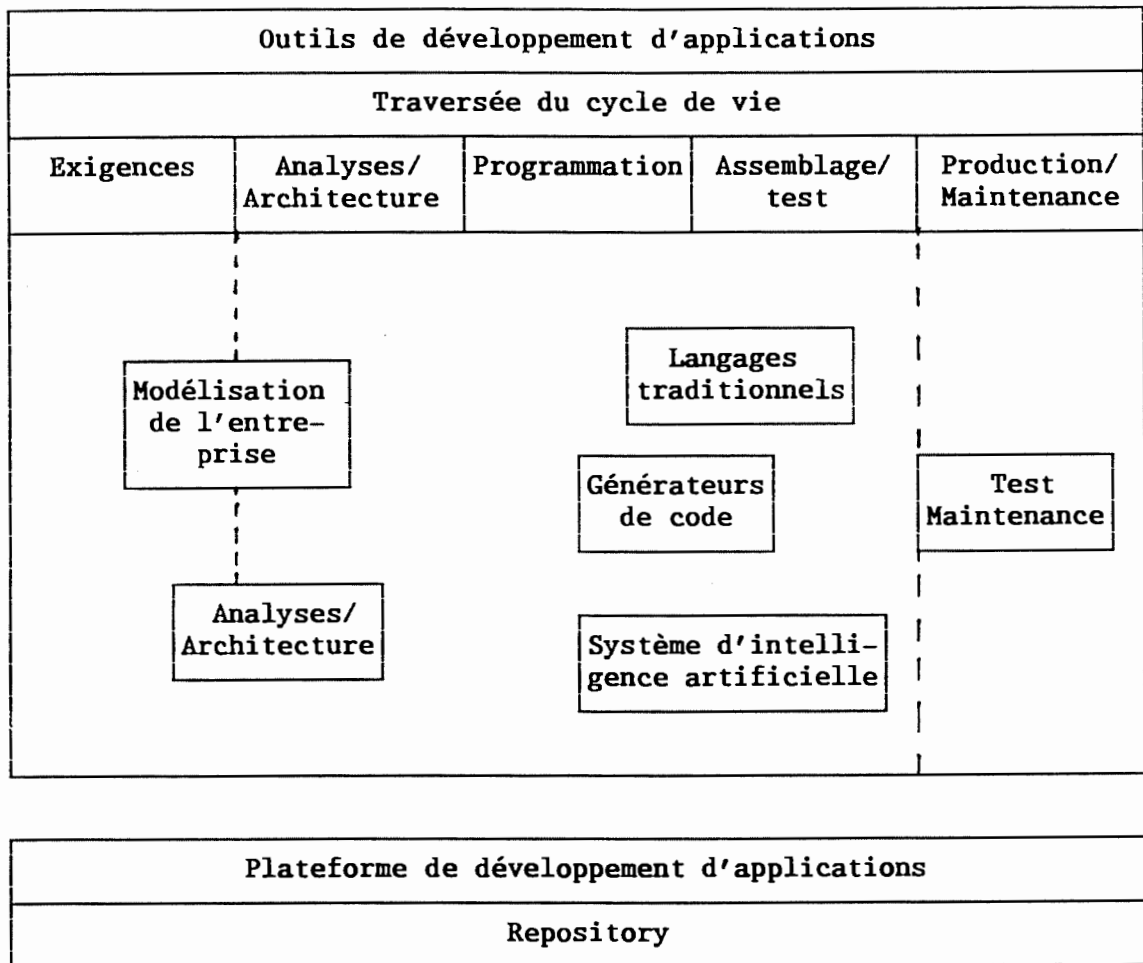 Outils de développement d'applications
Traversée du cycle de vie
Exigences
Analyses/
Architecture
Programmation
Assemblage/
test
Production/
Maintenance
Modélisation
de l'entre-
prise
Langages
traditionnels
Générateurs
de code
Test
Maintenance
Analyses/
Architecture
Système d'intelli-
gence artificielle
Plateforme de développement d'applications
Repository